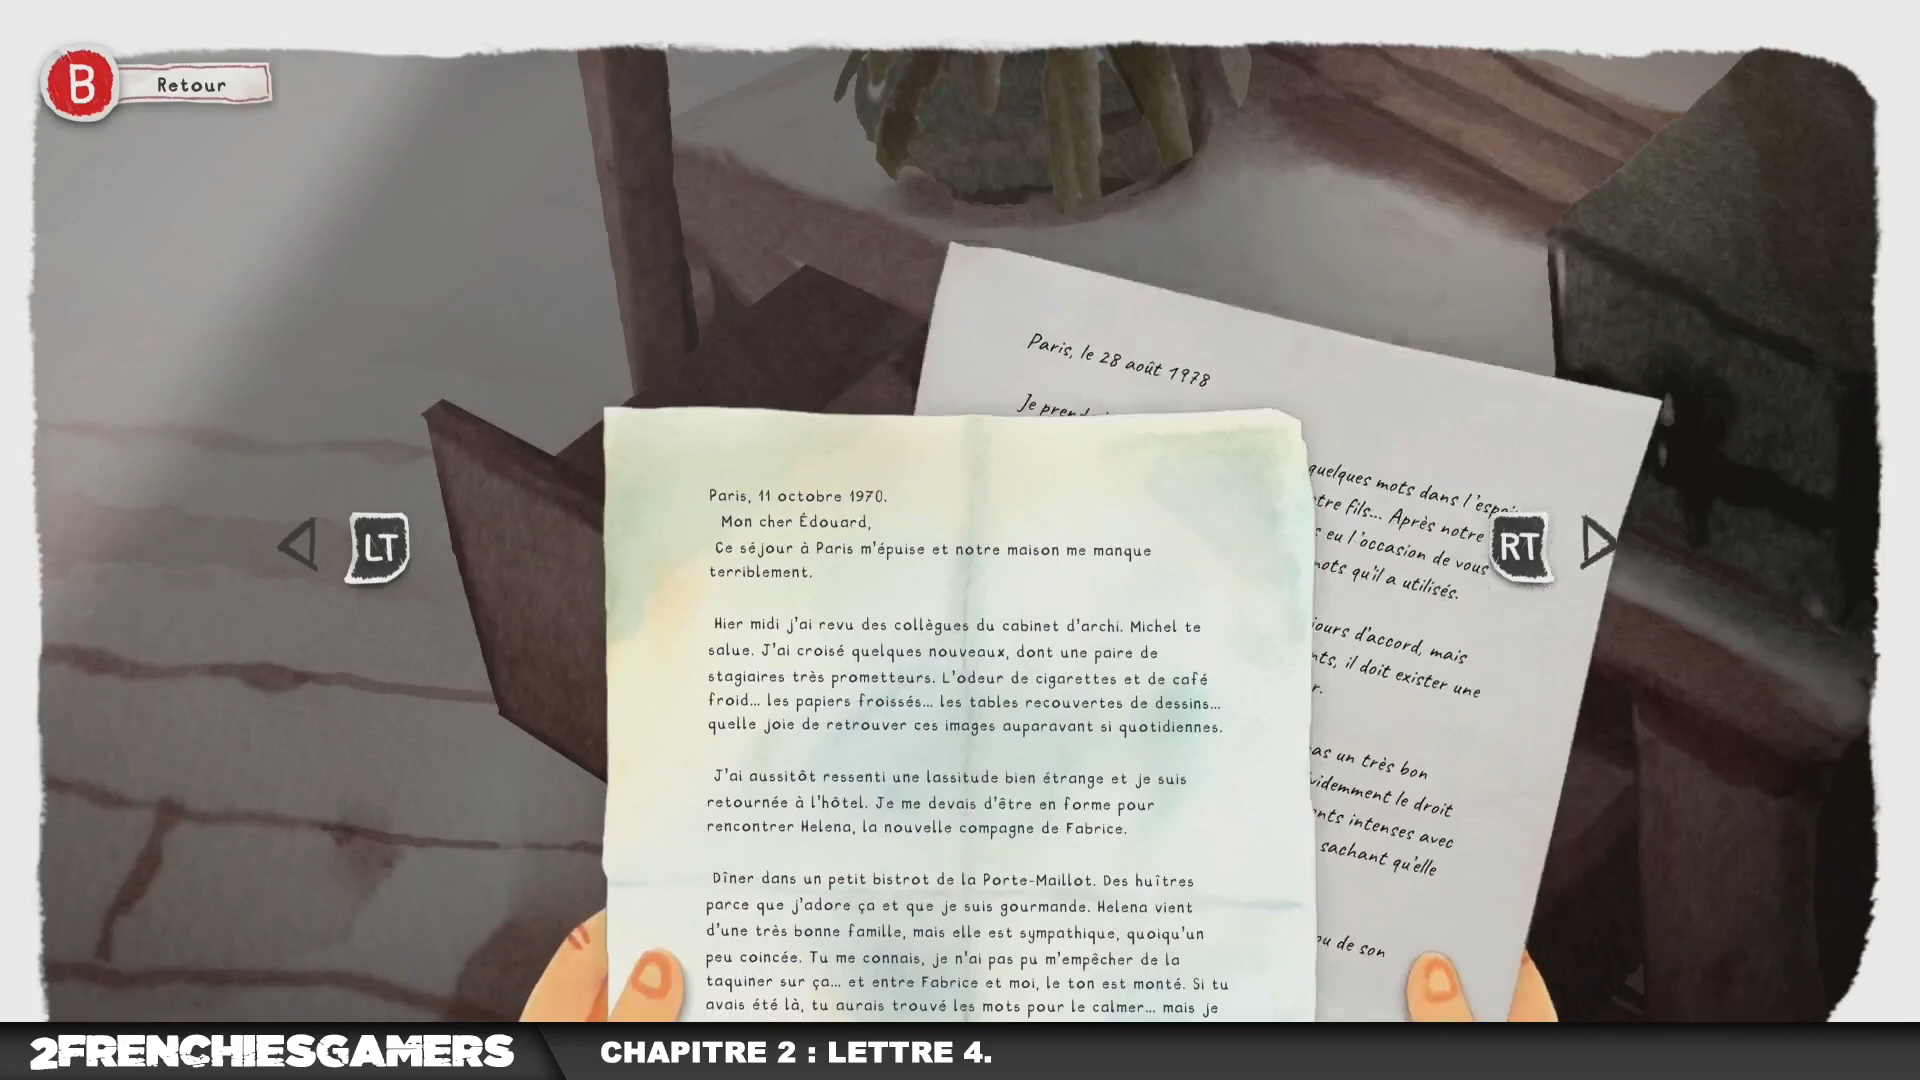 B
Retour
Paris, le 28 août 1978
Je
quelques mots dans l'espoir
tre fils... Après notre
eu l'occasion de vous
mots qu'il a utilisés.
jours d'accord, mais
nts, il doit exister une
r.
as un très bon
videmment le droit
nts intenses avec
sachant qu'elle
ou de son
LT
RT
Paris, 11 octobre 1970.
Mon cher Édouard,
Ce séjour à Paris m'épuise et notre maison me manque
terriblement.
Hier midi j'ai revu des collègues du cabinet d'archi. Michel te
salue. J'ai croisé quelques nouveaux, dont une paire de
stagiaires très prometteurs. L'odeur de cigarettes et de café
froid... les papiers froissés... les tables recouvertes de dessins...
quelle joie de retrouver ces images auparavant si quotidiennes.
J'ai aussitôt ressenti une lassitude bien étrange et je suis
retournée à l'hôtel. Je me devais d'être en forme pour
rencontrer Helena, la nouvelle compagne de Fabrice.
Dîner dans un petit bistrot de la Porte-Maillot. Des huîtres
parce que j'adore ça et que je suis gourmande. Helena vient
d'une très bonne famille, mais elle est sympathique, quoiqu'un
peu coincée. Tu me connais, je n'ai pas pu m'empêcher de la
taquiner sur ça... et entre Fabrice et moi, le ton est monté. Si tu
avais été là, tu aurais trouvé les mots pour le calmer... mais je
2FRENCHIESGAMERS
CHAPITRE 2 : LETTRE 4.